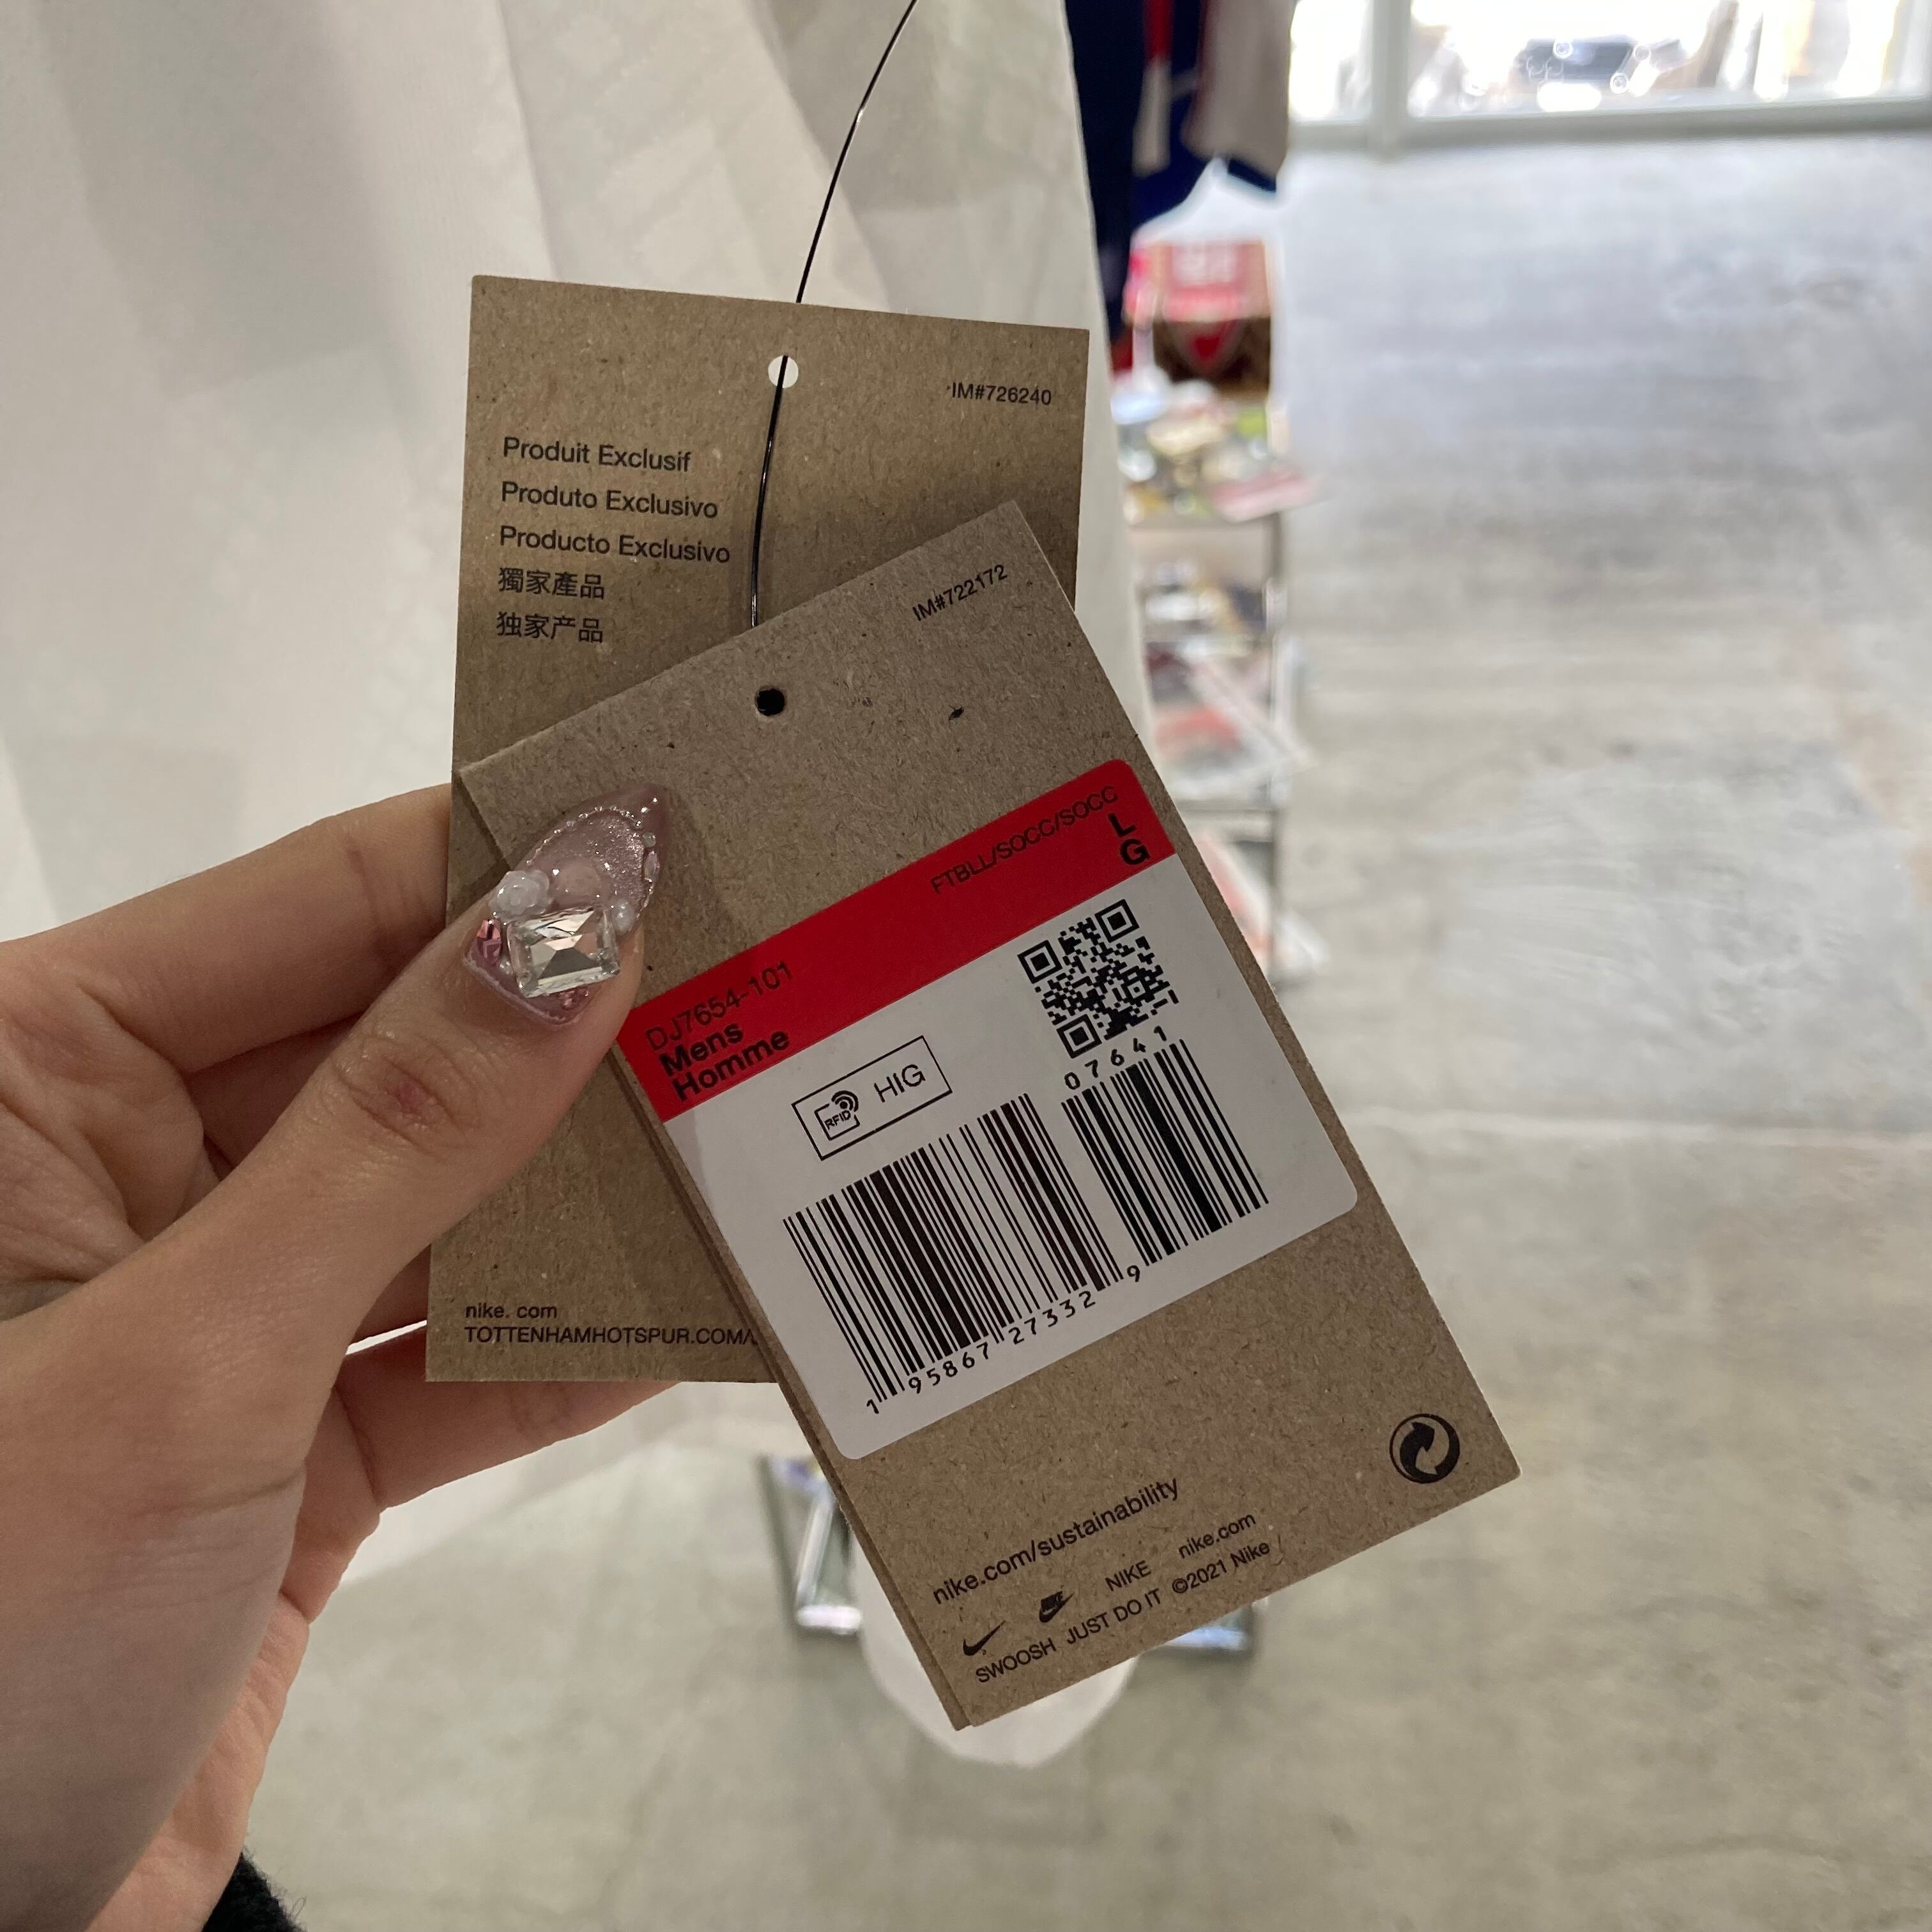 IM#726240
Produit Exclusif
Produto Exclusivo
Producto Exclusivo
獨家產品
独家产品
nike. com
TOTTENHAMHOTSPUR.COM/
IM#722172
FTBLL/SOCC/SOCC
L
G
DJ7654-101
Mens
Homme
RFID HIG
07641
1 95867 27332 9
nike.com/sustainability
NIKE nike.com
SWOOSH JUST DO IT ©2021 Nike